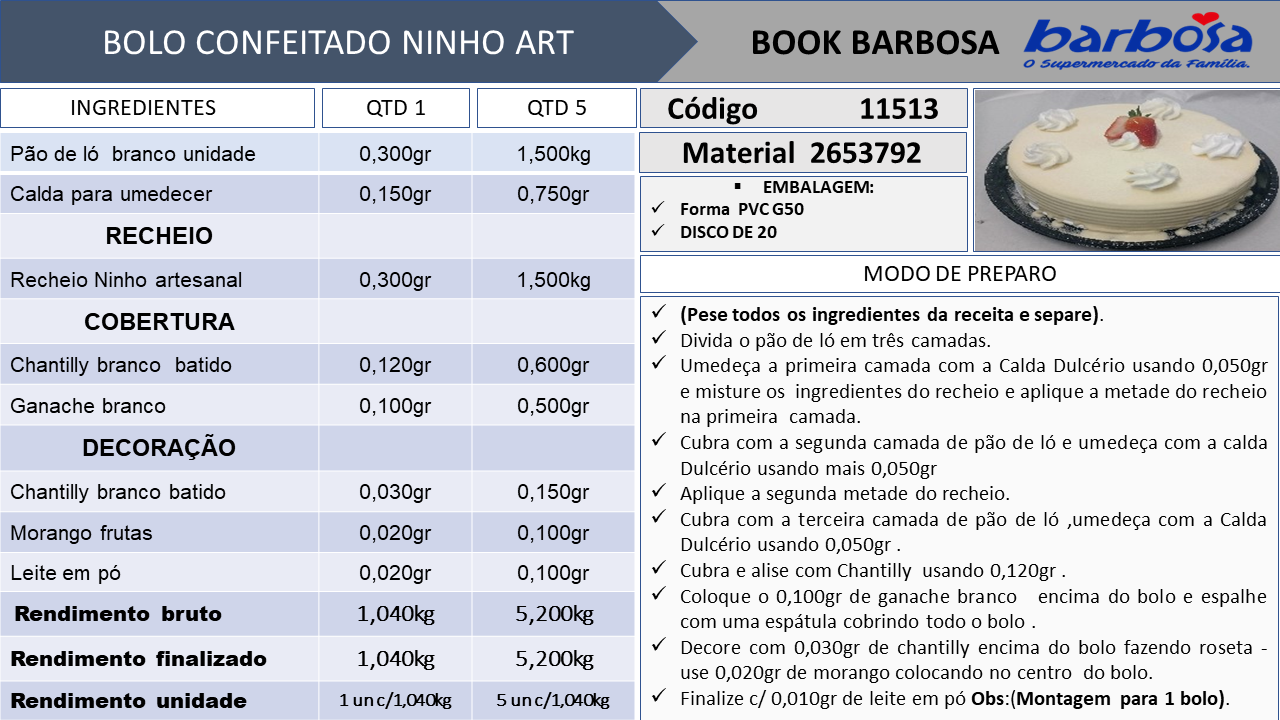 BOLO CONFEITADO NINHO ART
BOOK BARBOSA
barbosa
O Supermercado da Família.
INGREDIENTES QTD 1 QTD 5
Pão de ló branco unidade 0,300gr 1,500kg
Calda para umedecer 0,150gr 0,750gr
RECHEIO
Recheio Ninho artesanal 0,300gr 1,500kg
COBERTURA
Chantilly branco batido 0,120gr 0,600gr
Ganache branco 0,100gr 0,500gr
DECORAÇÃO
Chantilly branco batido 0,030gr 0,150gr
Morango frutas 0,020gr 0,100gr
Leite em pó 0,020gr 0,100gr
Rendimento bruto 1,040kg 5,200kg
Rendimento finalizado 1,040kg 5,200kg
Rendimento unidade 1 un c/1,040kg 5 un c/1,040kg
Código 11513
Material 2653792
▪ EMBALAGEM:
✓ Forma PVC G50
✓ DISCO DE 20
MODO DE PREPARO
✓ (Pese todos os ingredientes da receita e separe).
✓ Divida o pão de ló em três camadas.
✓ Umedeça a primeira camada com a Calda Dulcério usando 0,050gr
e misture os ingredientes do recheio e aplique a metade do recheio
na primeira camada.
✓ Cubra com a segunda camada de pão de ló e umedeça com a calda
Dulcério usando mais 0,050gr
✓ Aplique a segunda metade do recheio.
✓ Cubra com a terceira camada de pão de ló ,umedeça com a Calda
Dulcério usando 0,050gr .
✓ Cubra e alise com Chantilly usando 0,120gr .
✓ Coloque o 0,100gr de ganache branco encima do bolo e espalhe
com uma espátula cobrindo todo o bolo .
✓ Decore com 0,030gr de chantilly encima do bolo fazendo roseta -
use 0,020gr de morango colocando no centro do bolo.
✓ Finalize c/ 0,010gr de leite em pó Obs:(Montagem para 1 bolo).